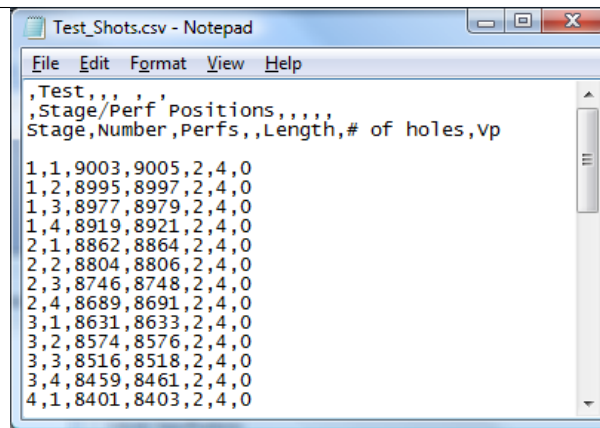 Test_Shots.csv - Notepad
File Edit Format View Help
,Test,,, , ,
,Stage/Perf Positions,,,,,
Stage,Number,Perfs,,Length,# of holes,Vp

1,1,9003,9005,2,4,0
1,2,8995,8997,2,4,0
1,3,8977,8979,2,4,0
1,4,8919,8921,2,4,0
2,1,8862,8864,2,4,0
2,2,8804,8806,2,4,0
2,3,8746,8748,2,4,0
2,4,8689,8691,2,4,0
3,1,8631,8633,2,4,0
3,2,8574,8576,2,4,0
3,3,8516,8518,2,4,0
3,4,8459,8461,2,4,0
4,1,8401,8403,2,4,0